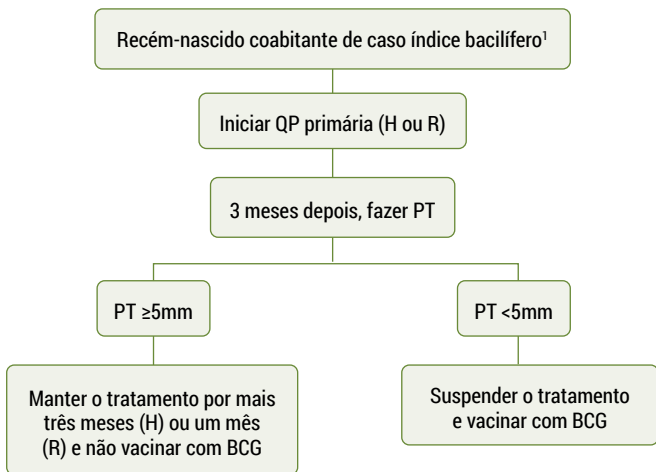 Recém-nascido coabitante de caso índice bacilífero¹
Iniciar QP primária (H ou R)
3 meses depois, fazer PT
PT ≥5mm
PT <5mm
Manter o tratamento por mais
três meses (H) ou um mês
(R) e não vacinar com BCG
Suspender o tratamento
e vacinar com BCG